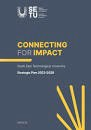 SETU
CONNECTING
FOR IMPACT
South East Technological University
Strategic Plan 2023-2028